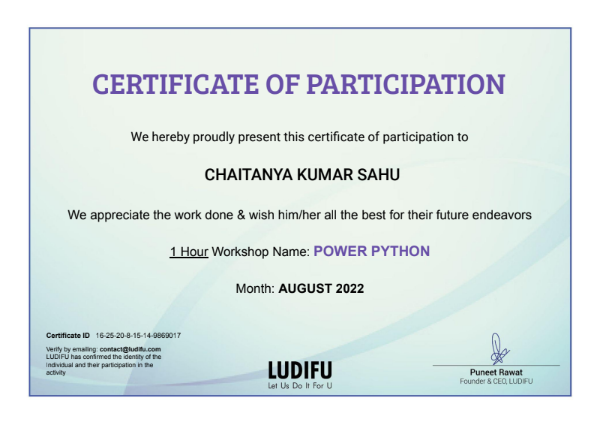 CERTIFICATE OF PARTICIPATION
We hereby proudly present this certificate of participation to
CHAITANYA KUMAR SAHU
We appreciate the work done & wish him/her all the best for their future endeavors
1 Hour Workshop Name: POWER PYTHON
Month: AUGUST 2022
Certificate ID 16-25-20-8-15-14-9869017
Verify by emailing: contact@ludifu.com
LUDIFU has confirmed the identity of the
individual and their participation in the
activity
LUDIFU
Let Us Do It For U
Puneet Rawat
Founder & CEO, LUDIFU